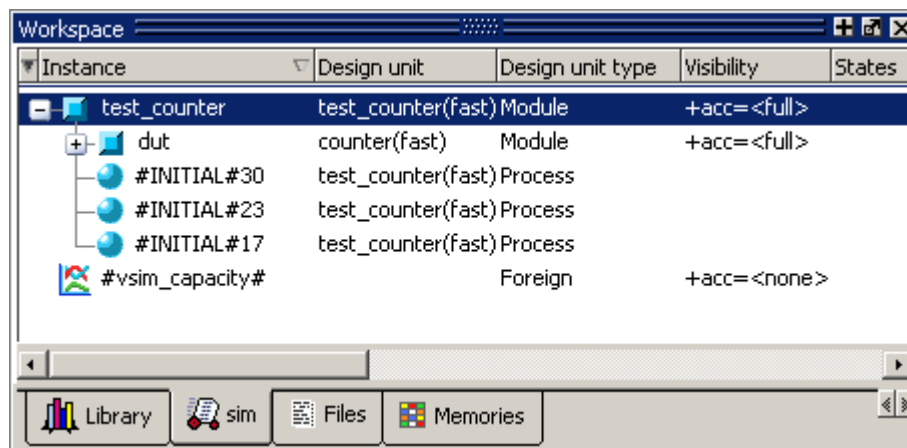 Workspace
Instance Design unit Design unit type Visibility States
test_counter test_counter(fast) Module +acc=<full>
dut counter(fast) Module +acc=<full>
#INITIAL#30 test_counter(fast) Process
#INITIAL#23 test_counter(fast) Process
#INITIAL#17 test_counter(fast) Process
#vsim_capacity# Foreign +acc=<none>
Library sim Files Memories